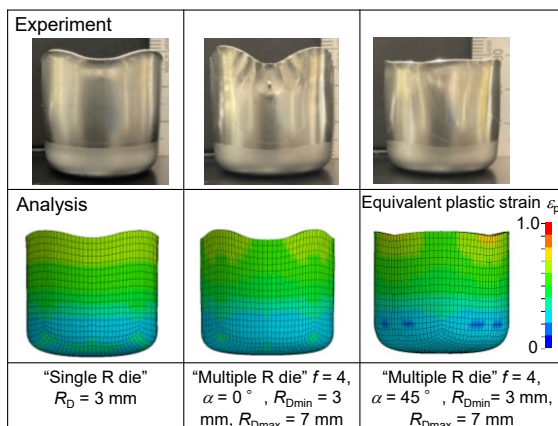 Experiment
Analysis
Equivalent plastic strain εp
1.0
0
“Single R die”
RD = 3 mm
“Multiple R die” f = 4,
α = 0 ° , RDmin = 3
mm, RDmax = 7 mm
“Multiple R die” f = 4,
α = 45 ° , RDmin = 3 mm,
RDmax = 7 mm